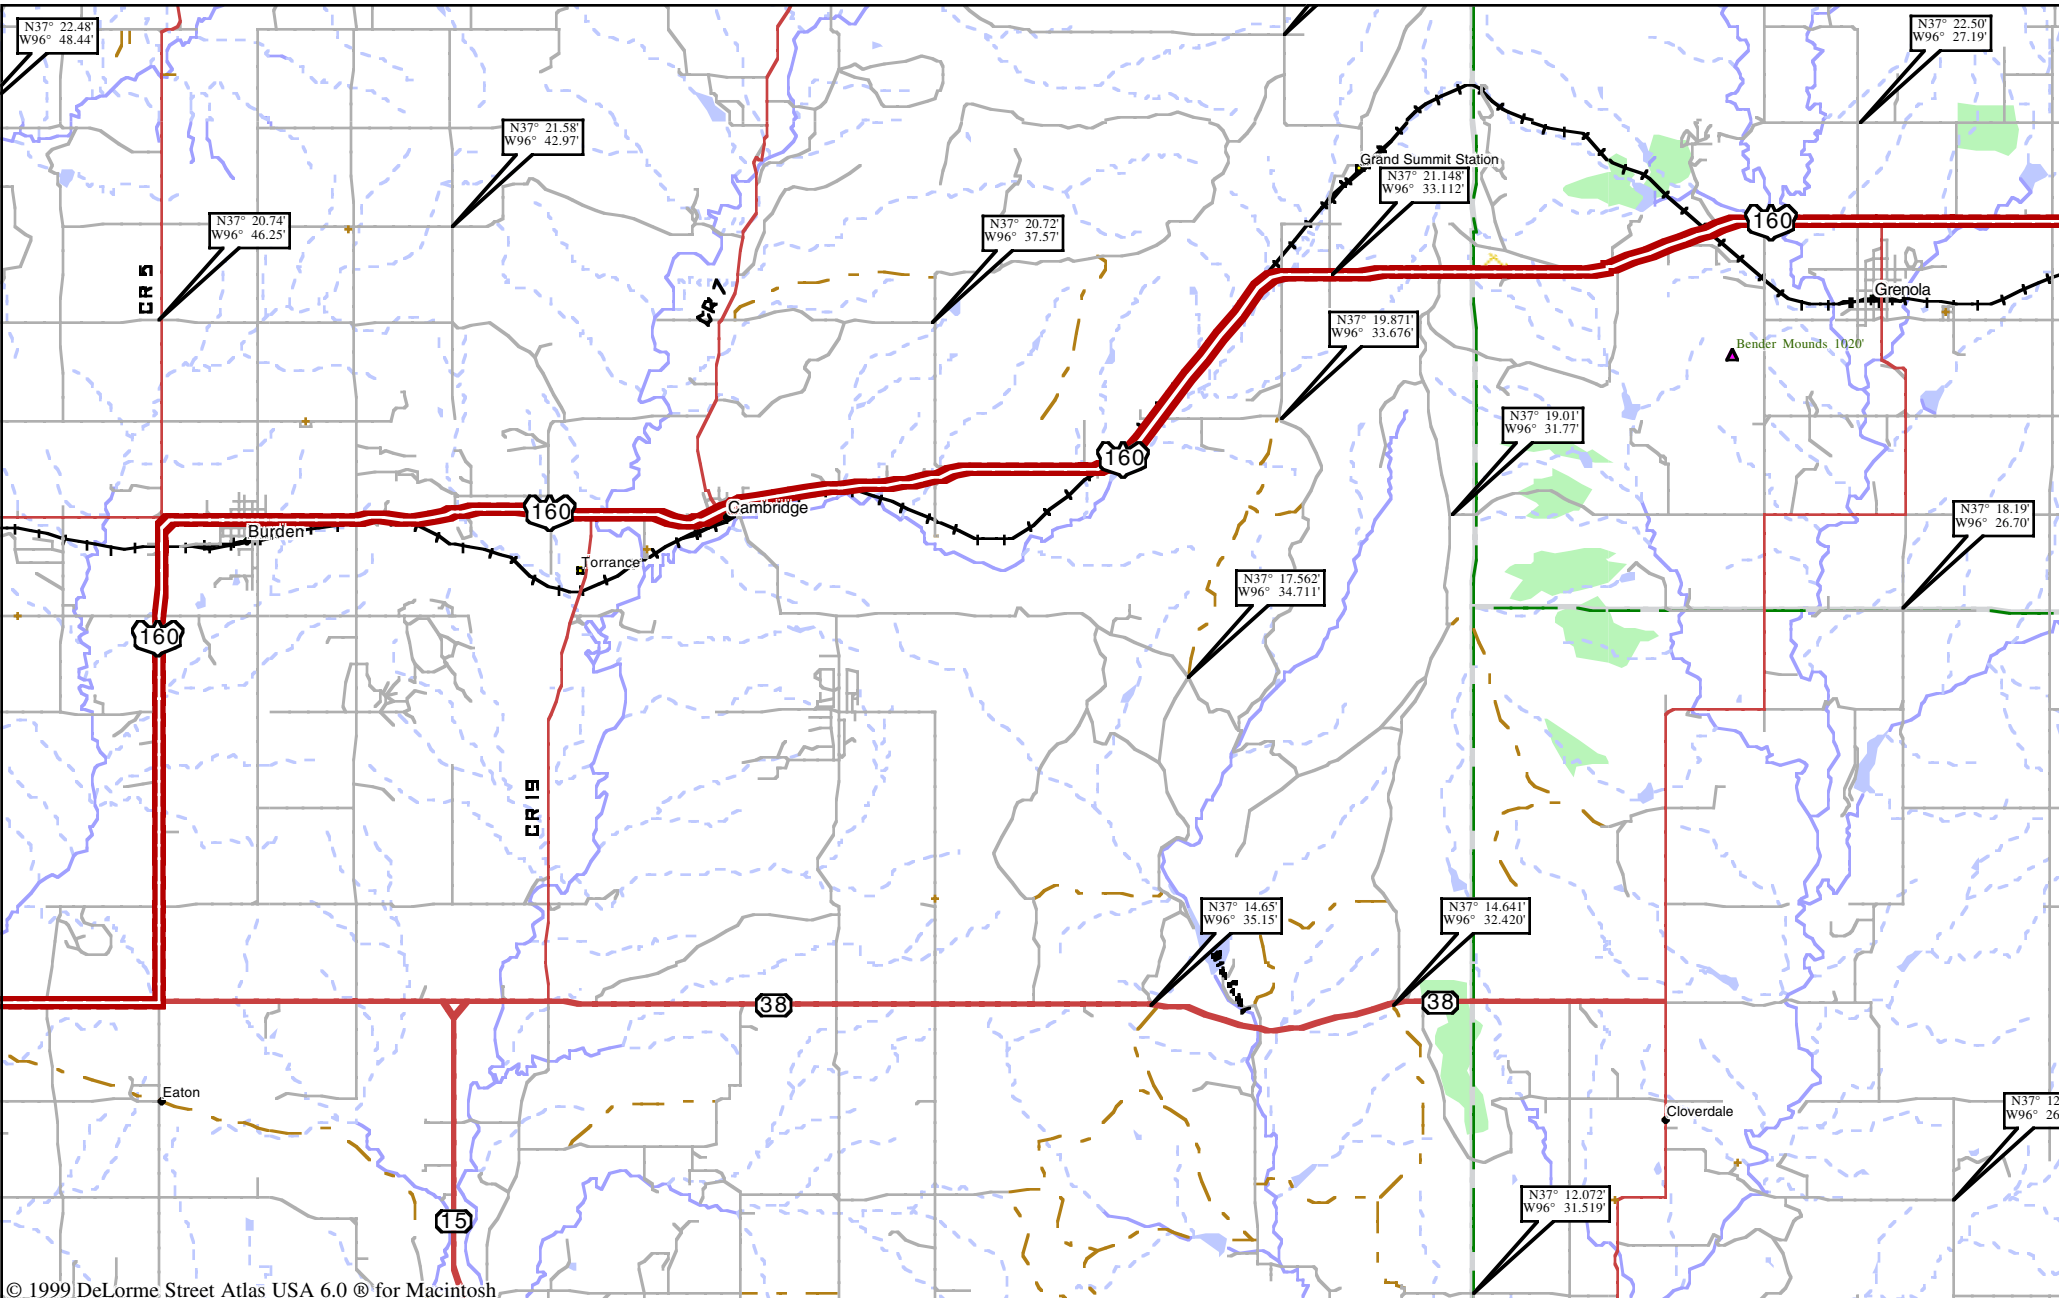 N37° 22.48'
W96° 48.44'
N37° 22.50'
W96° 27.19'
N37° 21.58'
W96° 42.97'
Grand Summit Station
N37° 21.148'
W96° 33.112'
N37° 20.74'
W96° 46.25'
N37° 20.72'
W96° 37.57'
160
CR 5
CR 7
Grenola
N37° 19.871'
W96° 33.676'
Bender Mounds 1020'
N37° 19.01'
W96° 31.77'
160
160
Cambridge
Burden
N37° 18.19'
W96° 26.70'
Torrance
N37° 17.562'
W96° 34.711'
160
CR 19
N37° 14.65'
W96° 35.15'
N37° 14.641'
W96° 32.420'
38
38
Eaton
N37° 12
W96° 26
Cloverdale
N37° 12.072'
W96° 31.519'
15
© 1999 DeLorme Street Atlas USA 6.0 ® for Macintosh